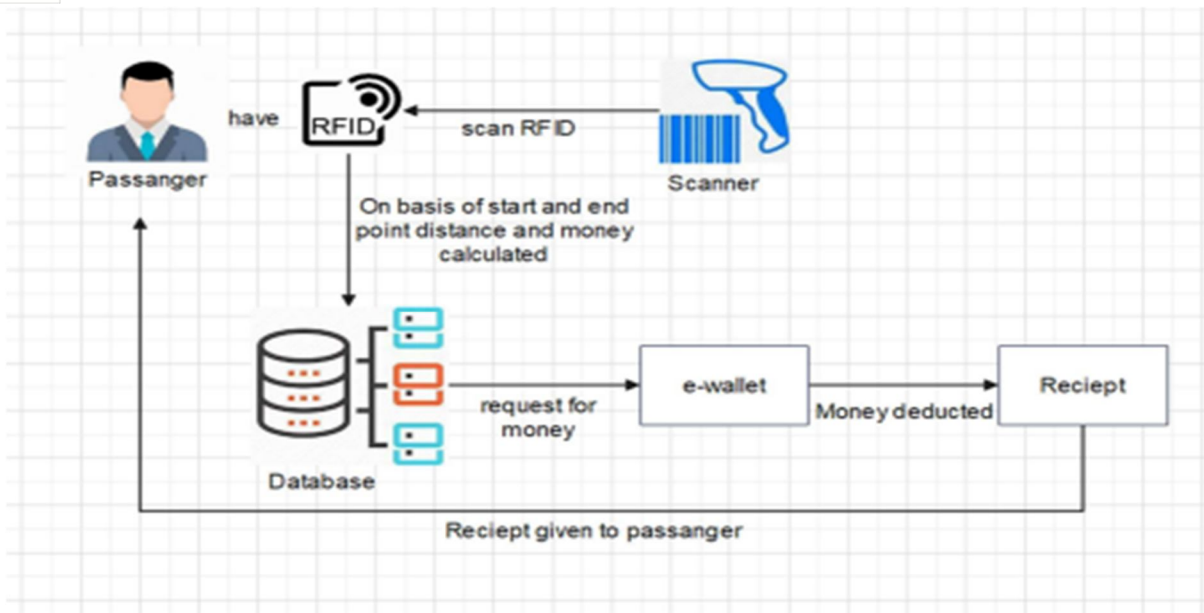 have
RFID
scan RFID
Passanger
Scanner
On basis of start and end
point distance and money
calculated
e-wallet
Reciept
request for
money
Money deducted
Database
Reciept given to passanger